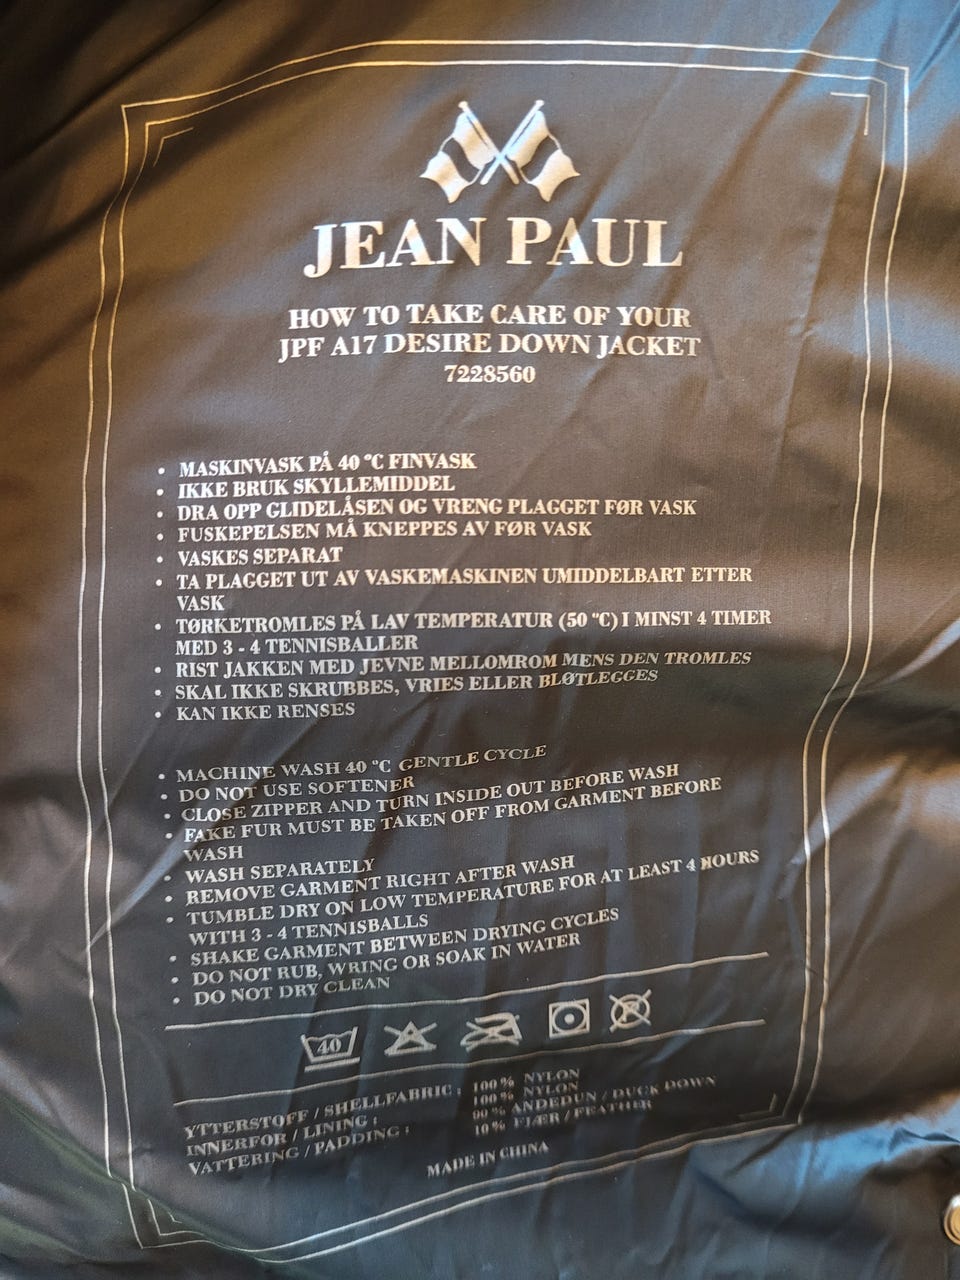 JEAN PAUL
HOW TO TAKE CARE OF YOUR
JPF A17 DESIRE DOWN JACKET
7228560
• MASKINVASK PÅ 40 °C FINVASK
• IKKE BRUK SKYLLEMIDDEL
• DRA OPP GLIDELÅSEN OG VRENG PLAGGET FØR VASK
• FUSKEPELSEN MÅ KNEPPES AV FØR VASK
• VASKES SEPARAT
• TA PLAGGET UT AV VASKEMASKINEN UMIDDELBART ETTER
VASK
• TØRKETROMLES PÅ LAV TEMPERATUR (50 °C) I MINST 4 TIMER
MED 3 - 4 TENNISBALLER
• RIST JAKKEN MED JEVNE MELLOMROM MENS DEN TROMLES
• SKAL IKKE SKRUBBES, VRIES ELLER BLØTLEGGES
• KAN IKKE RENSES
• MACHINE WASH 40 °C GENTLE CYCLE
• DO NOT USE SOFTENER
• CLOSE ZIPPER AND TURN INSIDE OUT BEFORE WASH
• FAKE FUR MUST BE TAKEN OFF FROM GARMENT BEFORE
WASH
• WASH SEPARATELY
• REMOVE GARMENT RIGHT AFTER WASH
• TUMBLE DRY ON LOW TEMPERATURE FOR AT LEAST 4 HOURS
WITH 3 - 4 TENNISBALLS
• SHAKE GARMENT BETWEEN DRYING CYCLES
• DO NOT RUB, WRING OR SOAK IN WATER
• DO NOT DRY CLEAN
40
YTTERSTOFF / SHELLFABRIC : 100 % NYLON
INNERFOR / LINING : 100 % NYLON
VATTERING / PADDING : 90 % ANDEDUN / DUCK DOWN
10 % FJÆR / FEATHER
MADE IN CHINA